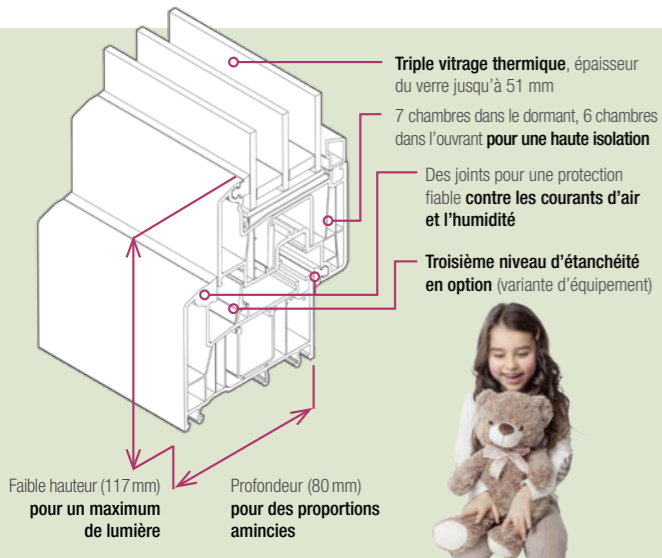 Triple vitrage thermique, épaisseur
du verre jusqu'à 51 mm
7 chambres dans le dormant, 6 chambres
dans l'ouvrant pour une haute isolation
Des joints pour une protection
fiable contre les courants d'air
et l'humidité
Troisième niveau d'étanchéité
en option (variante d'équipement)
Faible hauteur (117 mm)
pour un maximum
de lumière
Profondeur (80 mm)
pour des proportions
amincies